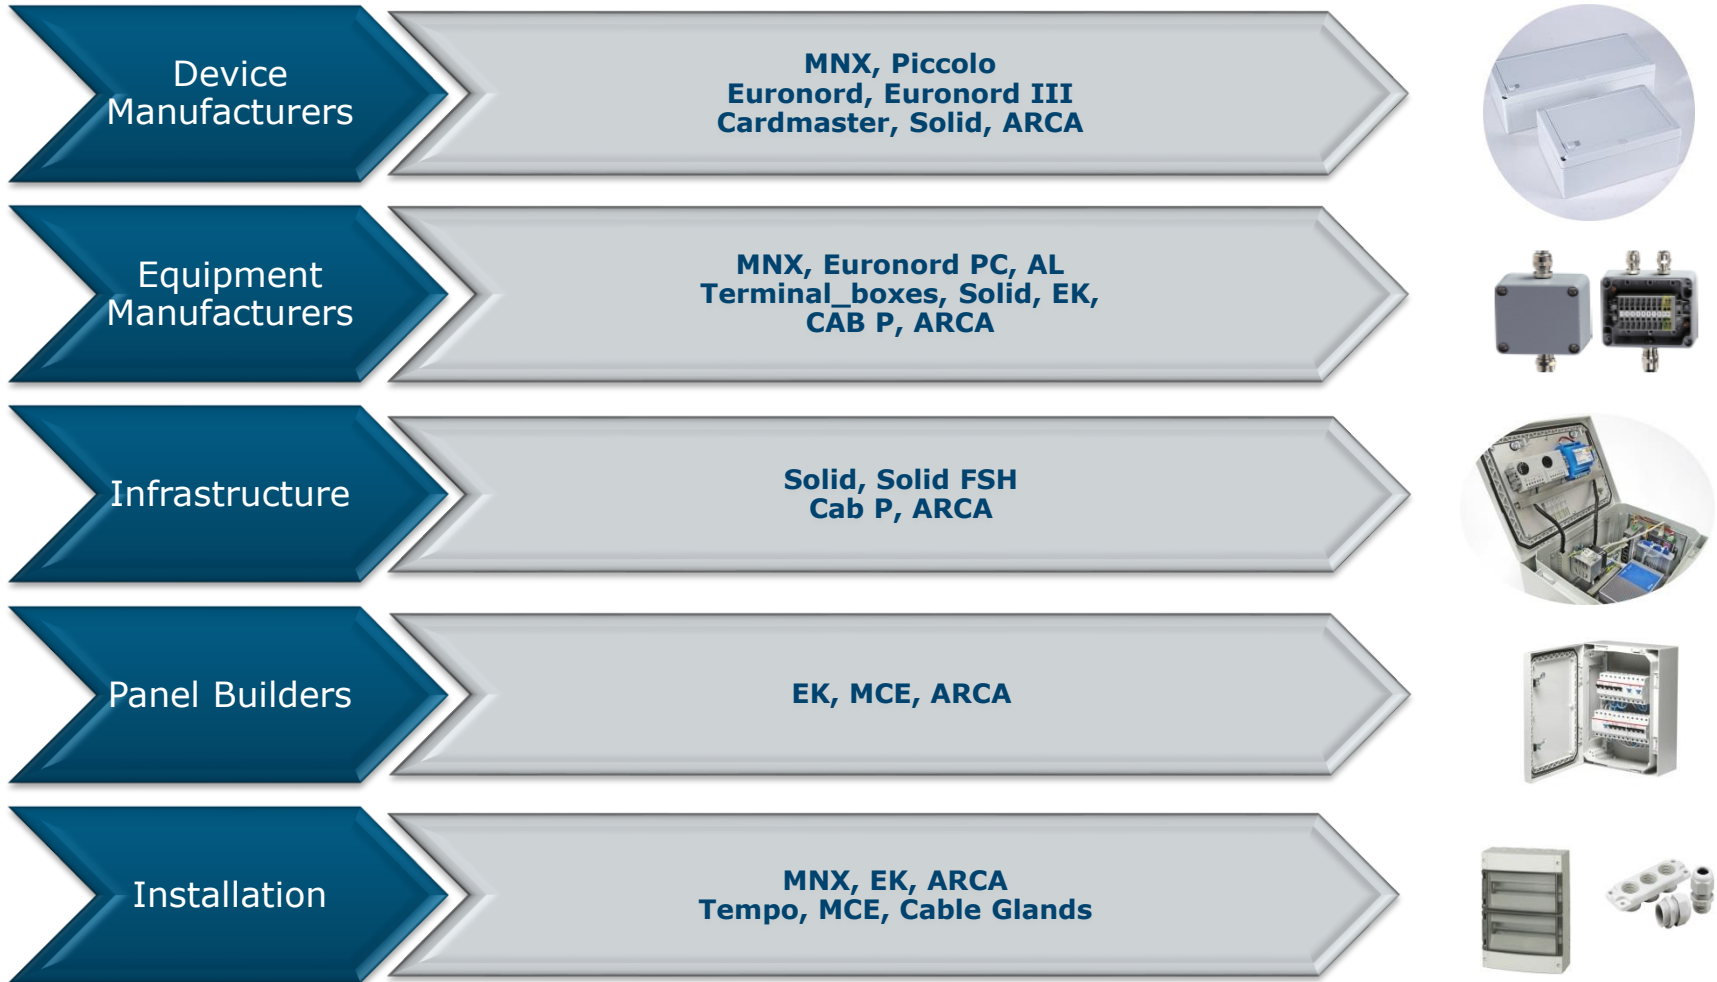 Device
Manufacturers
MNX, Piccolo
Euronord, Euronord III
Cardmaster, Solid, ARCA
Equipment
Manufacturers
MNX, Euronord PC, AL
Terminal_boxes, Solid, EK,
CAB P, ARCA
Infrastructure
Solid, Solid FSH
Cab P, ARCA
Panel Builders
EK, MCE, ARCA
Installation
MNX, EK, ARCA
Tempo, MCE, Cable Glands